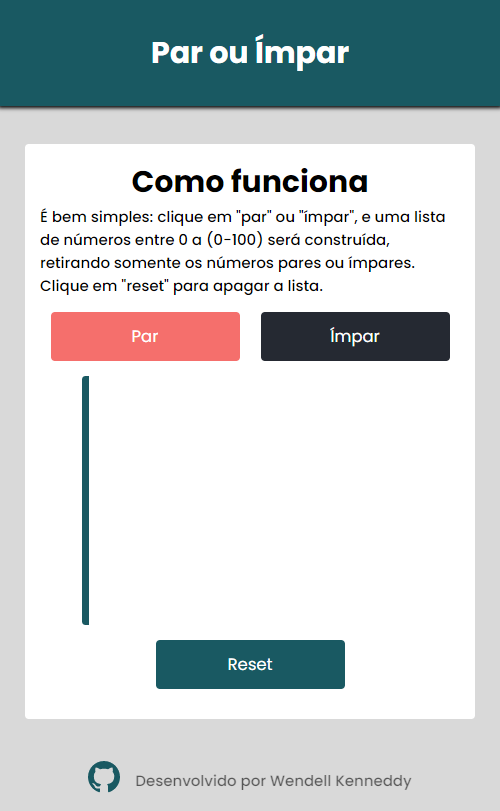 Par ou Ímpar
Como funciona
É bem simples: clique em "par" ou "ímpar", e uma lista
de números entre 0 a (0-100) será construída,
retirando somente os números pares ou ímpares.
Clique em "reset" para apagar a lista.
Par
Ímpar
Reset
Desenvolvido por Wendell Kenneddy